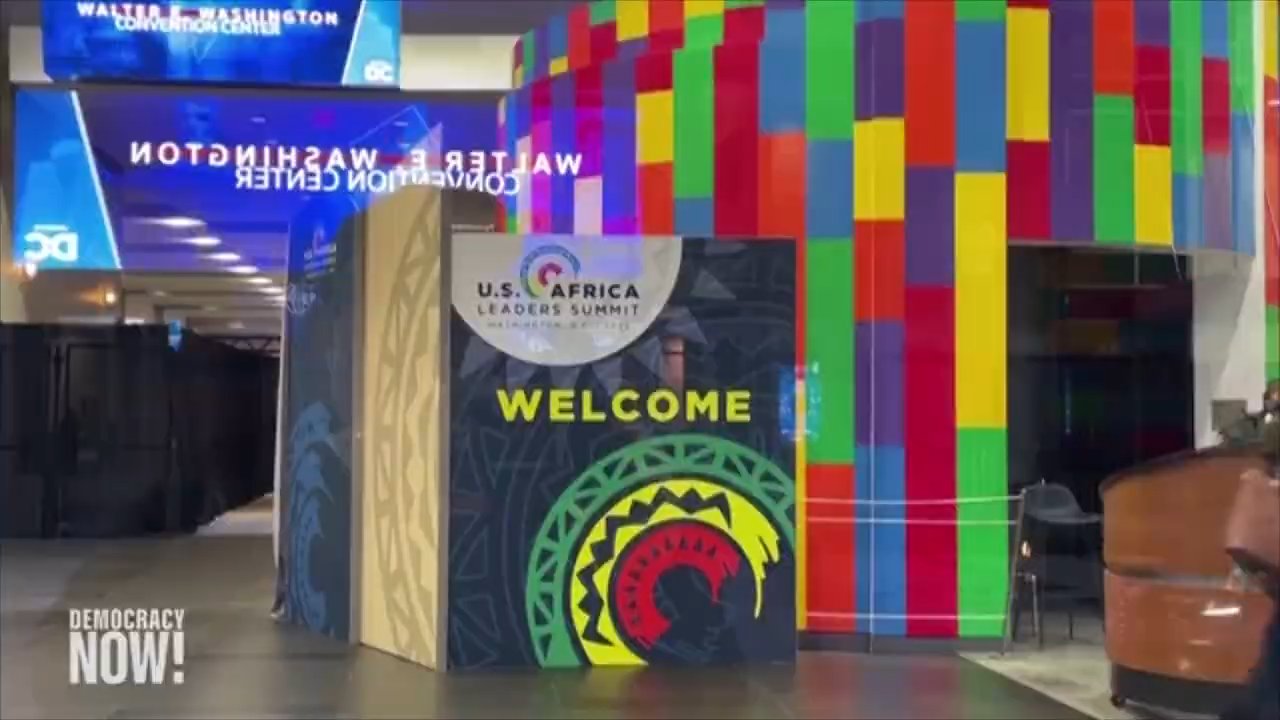 WALTER E. WASHINGTON
CONVENTION CENTER
DC
WALTER E. WASHINGTON
CONVENTION CENTER
DC
U.S. AFRICA
LEADERS SUMMIT
WELCOME
DEMOCRACY
NOW!